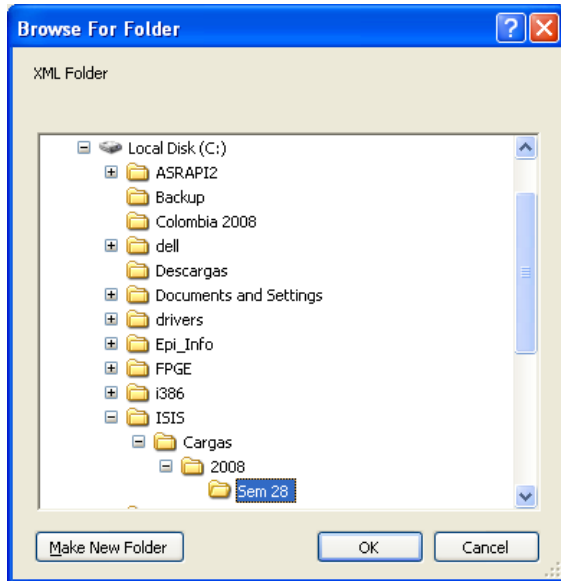 Browse For Folder
XML Folder
Local Disk (C:)
ASRAPI2
Backup
Colombia 2008
dell
Descargas
Documents and Settings
drivers
Epi_Info
FPGE
i386
ISIS
Cargas
2008
Sem 28
Make New Folder OK Cancel